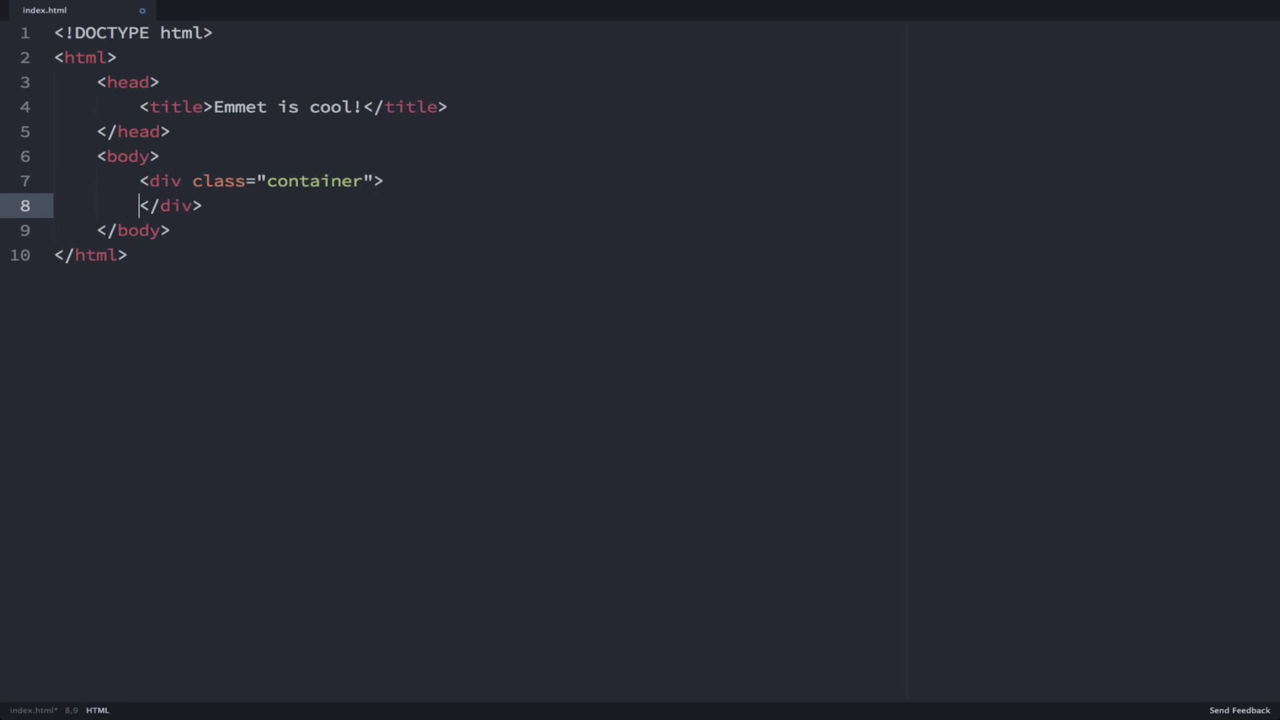 index.html
1 <!DOCTYPE html>
2 <html>
3 <head>
4 <title>Emmet is cool!</title>
5 </head>
6 <body>
7 <div class="container">
8 </div>
9 </body>
10 </html>
index.html* 8,9 HTML Send Feedback